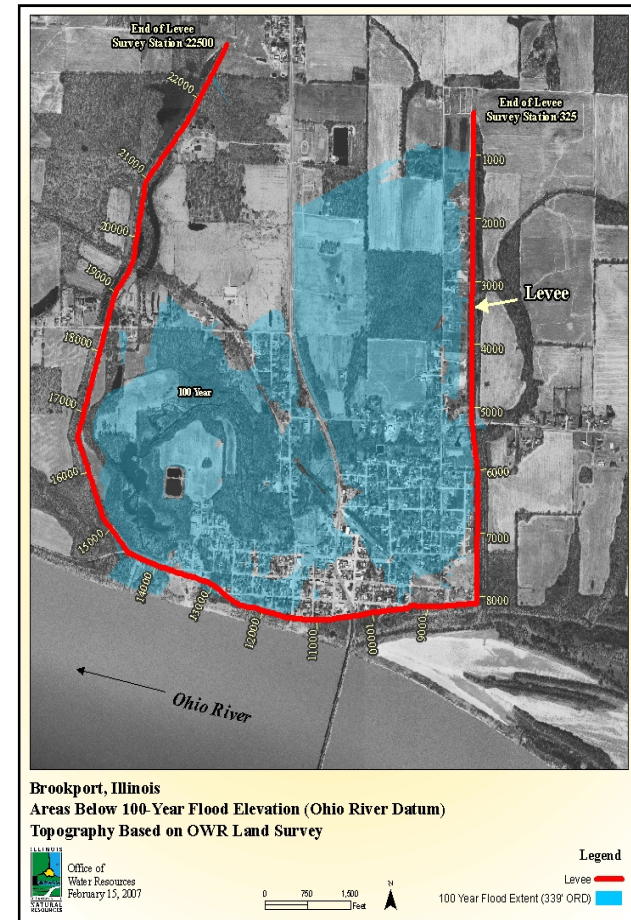 End of Levee
Survey Station 22500
22000
End of Levee
Survey Station 325
1000
21000
2000
20000
19000
3000
Levee
18000
4000
100 Year
17000
5000
16000
6000
15000
7000
14000
13000
12000
11000
10000
9000
8000
Ohio River
Brookport, Illinois
Areas Below 100-Year Flood Elevation (Ohio River Datum)
Topography Based on OWR Land Survey
ILLINOIS
NATURAL
RESOURCES
Office of
Water Resources
February 15, 2007
0 750 1,500
Feet
N
Legend
Levee
100 Year Flood Extent (339' ORD)